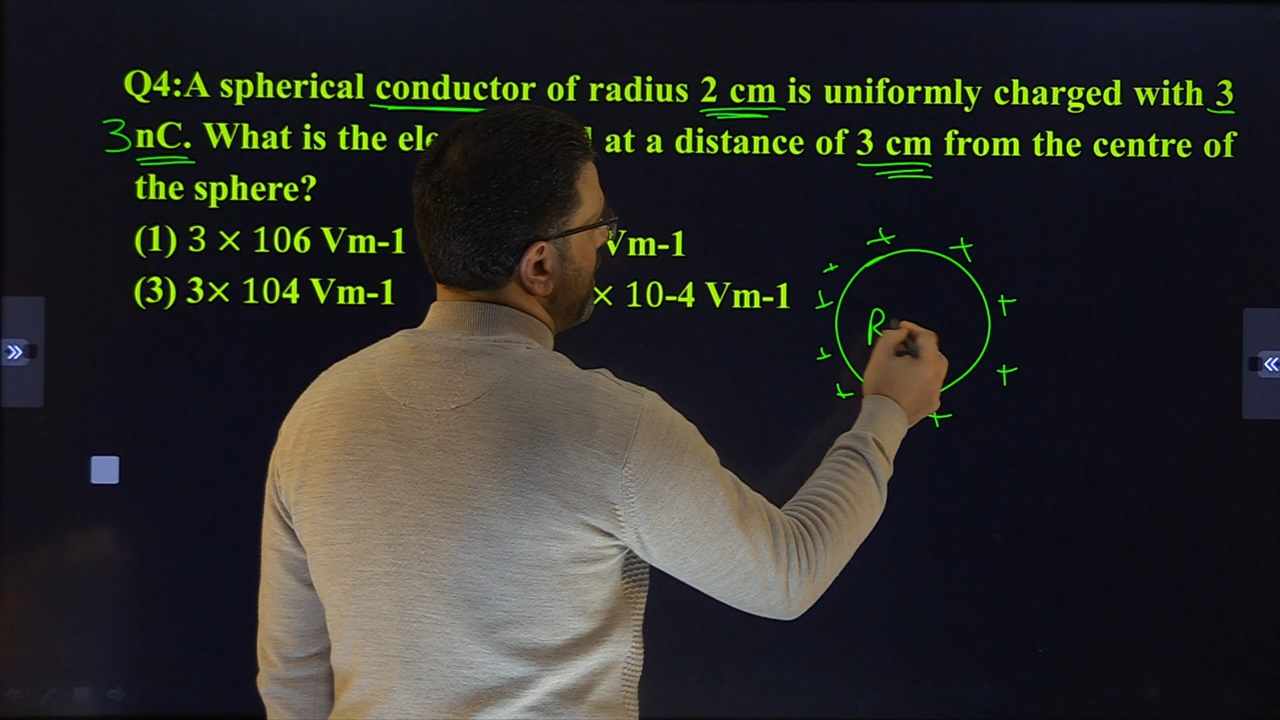 Q4:A spherical conductor of radius 2 cm is uniformly charged with 3
3 nC. What is the at a distance of 3 cm from the centre of
the sphere?
(1) 3 × 106 Vm-1 Vm-1
(3) 3× 104 Vm-1 × 10-4 Vm-1
R